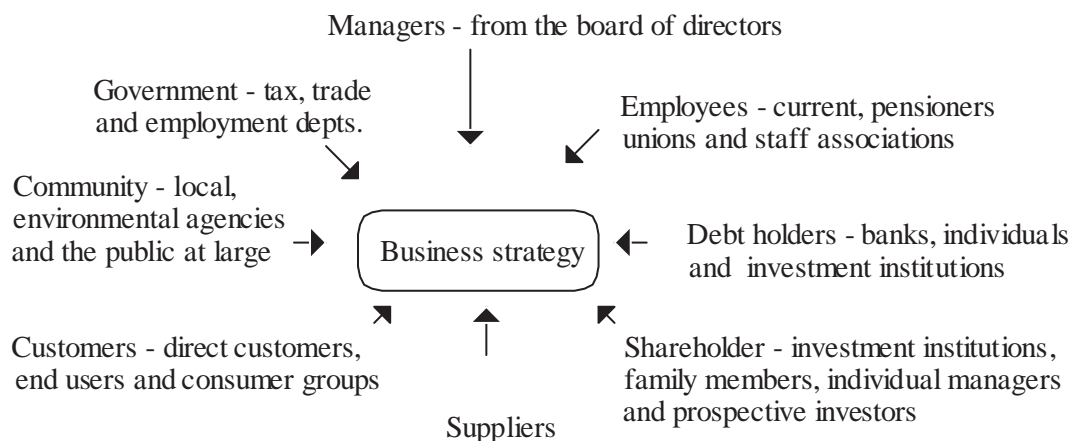 Managers - from the board of directors
Government - tax, trade
and employment depts.
Employees - current, pensioners
unions and staff associations
Community - local,
environmental agencies
and the public at large
Business strategy
Debt holders - banks, individuals
and investment institutions
Customers - direct customers,
end users and consumer groups
Shareholder - investment institutions,
family members, individual managers
and prospective investors
Suppliers